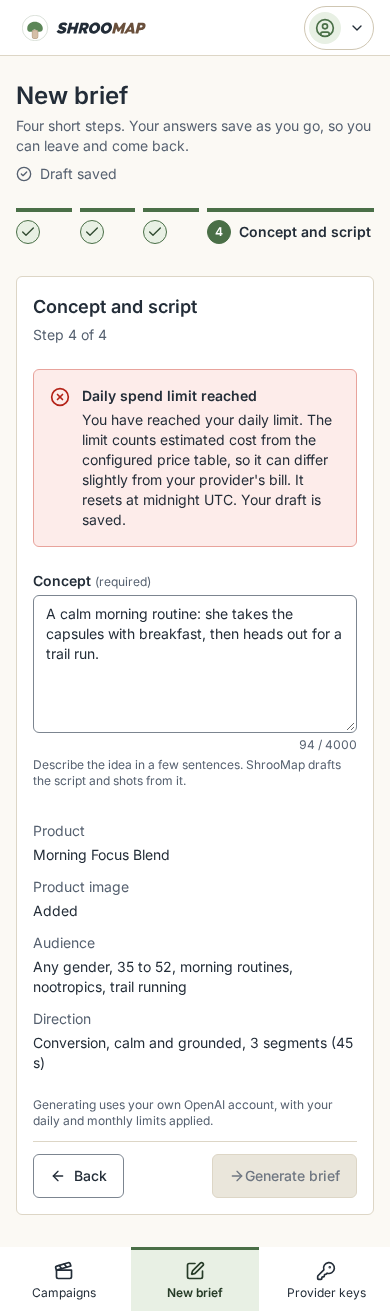 SHROOMAP
New brief
Four short steps. Your answers save as you go, so you
can leave and come back.
Draft saved
4 Concept and script
Concept and script
Step 4 of 4
Daily spend limit reached
You have reached your daily limit. The
limit counts estimated cost from the
configured price table, so it can differ
slightly from your provider's bill. It
resets at midnight UTC. Your draft is
saved.
Concept (required)
A calm morning routine: she takes the
capsules with breakfast, then heads out for a
trail run.
94 / 4000
Describe the idea in a few sentences. ShrooMap drafts
the script and shots from it.
Product
Morning Focus Blend
Product image
Added
Audience
Any gender, 35 to 52, morning routines,
nootropics, trail running
Direction
Conversion, calm and grounded, 3 segments (45
s)
Generating uses your own OpenAI account, with your
daily and monthly limits applied.
Back
Generate brief
Campaigns
New brief
Provider keys